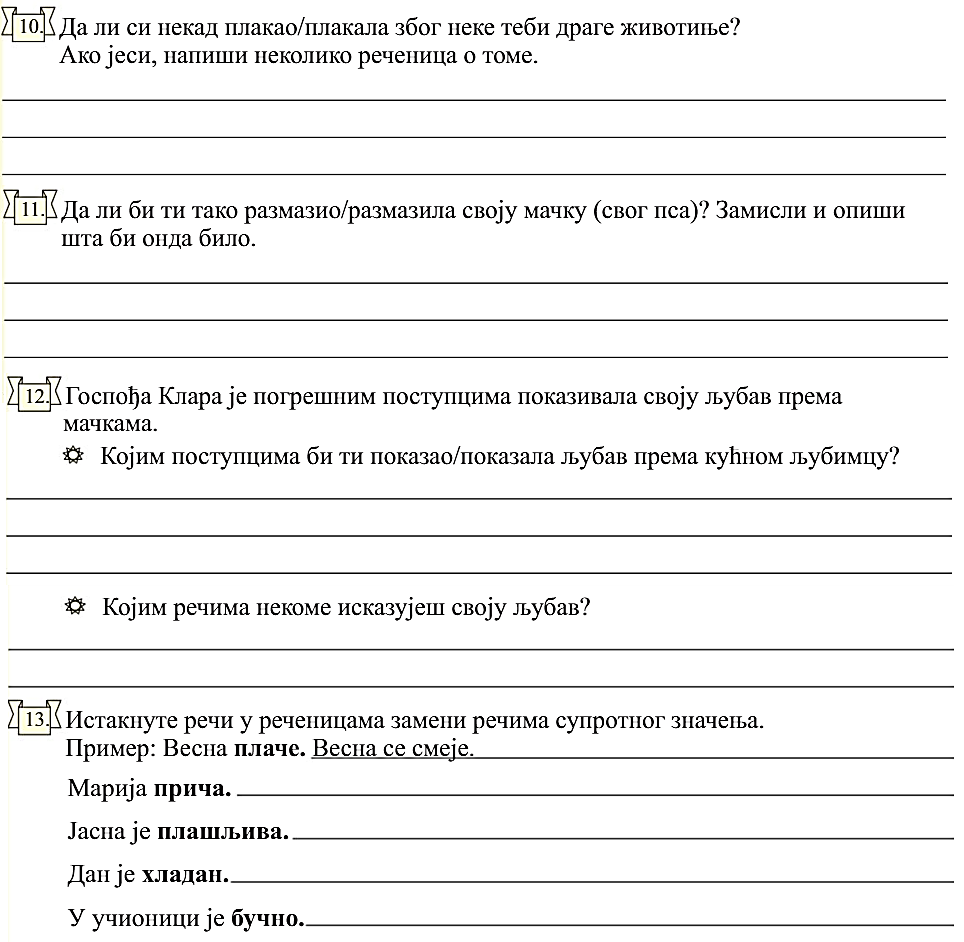 10. Да ли си некад плакао/плакала због неке теби драге животиње?
Ако јеси, напиши неколико реченица о томе.
11. Да ли би ти тако размазио/размазила своју мачку (свог пса)? Замисли и опиши
шта би онда било.
12. Госпођа Клара је погрешним поступцима показивала своју љубав према
мачкама.
Којим поступцима би ти показао/показала љубав према кућном љубимцу?
Којим речима некоме исказујеш своју љубав?
13. Истакнуте речи у реченицама замени речима супротног значења.
Пример: Весна плаче. Весна се смеје.
Марија прича.
Јасна је плашљива.
Дан је хладан.
У учионици је бучно.